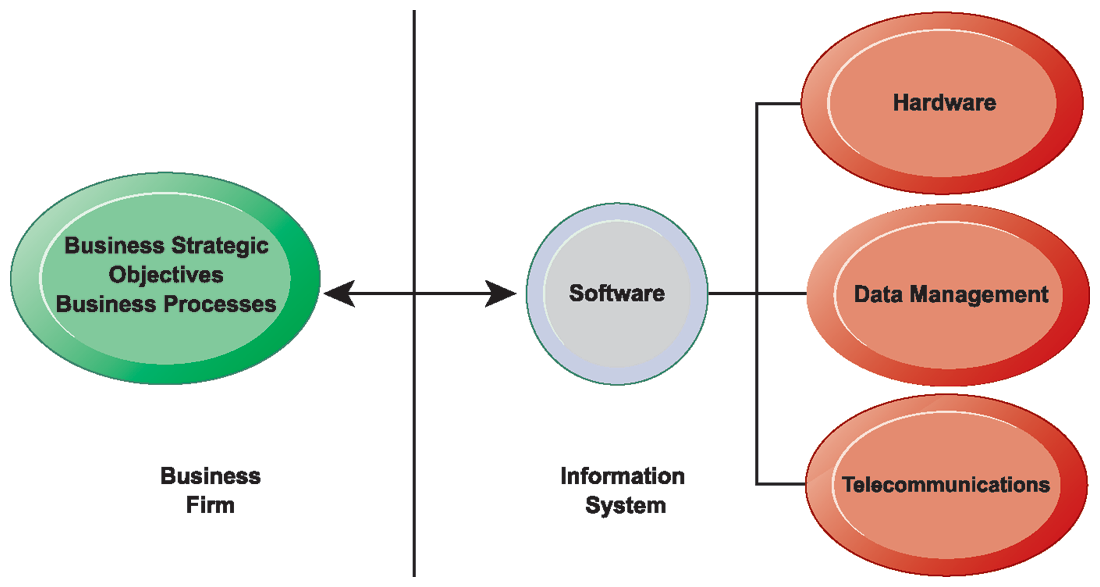 Business Strategic
Objectives
Business Processes
Business
Firm
Software
Information
System
Hardware
Data Management
Telecommunications